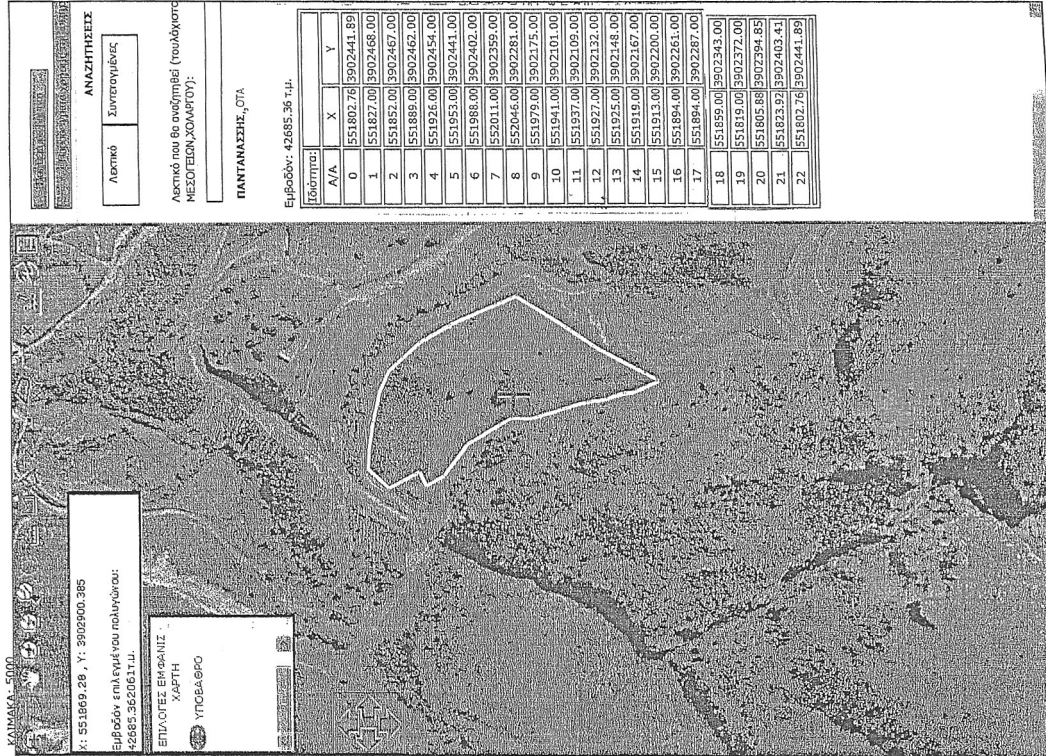 ΚΛΙΜΑΚΑ: 5000
X: 551869.28 , Y: 3902900.385
Εμβαδόν επιλεγμένου πολυγώνου:
42685.362061τ.μ.
ΕΠΙΛΟΓΕΣ ΕΜΦΑΝΙΣ
ΧΑΡΤΗ
ΥΠΟΒΑΘΡΟ
ΑΝΑΖΗΤΗΣΕΙΣ
Λεκτικό Συντεταγμένες
Λεκτικό που θα αναζητηθεί (τουλάχιστο
ΜΕΣΟΓΕΙΩΝ,ΧΟΛΑΡΓΟΥ):
ΠΑΝΤΑΝΑΣΣΗΣ,,ΟΤΑ
Εμβαδόν: 42685.36 τ.μ.
Ιδιότητα:
Α/Α X Y
0 551802.76 3902441.89
1 551827.00 3902468.00
2 551852.00 3902467.00
3 551889.00 3902462.00
4 551926.00 3902454.00
5 551953.00 3902441.00
6 551988.00 3902402.00
7 552011.00 3902359.00
8 552046.00 3902281.00
9 551979.00 3902175.00
10 551941.00 3902101.00
11 551937.00 3902109.00
12 551927.00 3902132.00
13 551925.00 3902148.00
14 551919.00 3902167.00
15 551913.00 3902200.00
16 551894.00 3902261.00
17 551894.00 3902287.00
18 551859.00 3902343.00
19 551819.00 3902372.00
20 551805.88 3902394.85
21 551823.92 3902403.41
22 551802.76 3902441.89